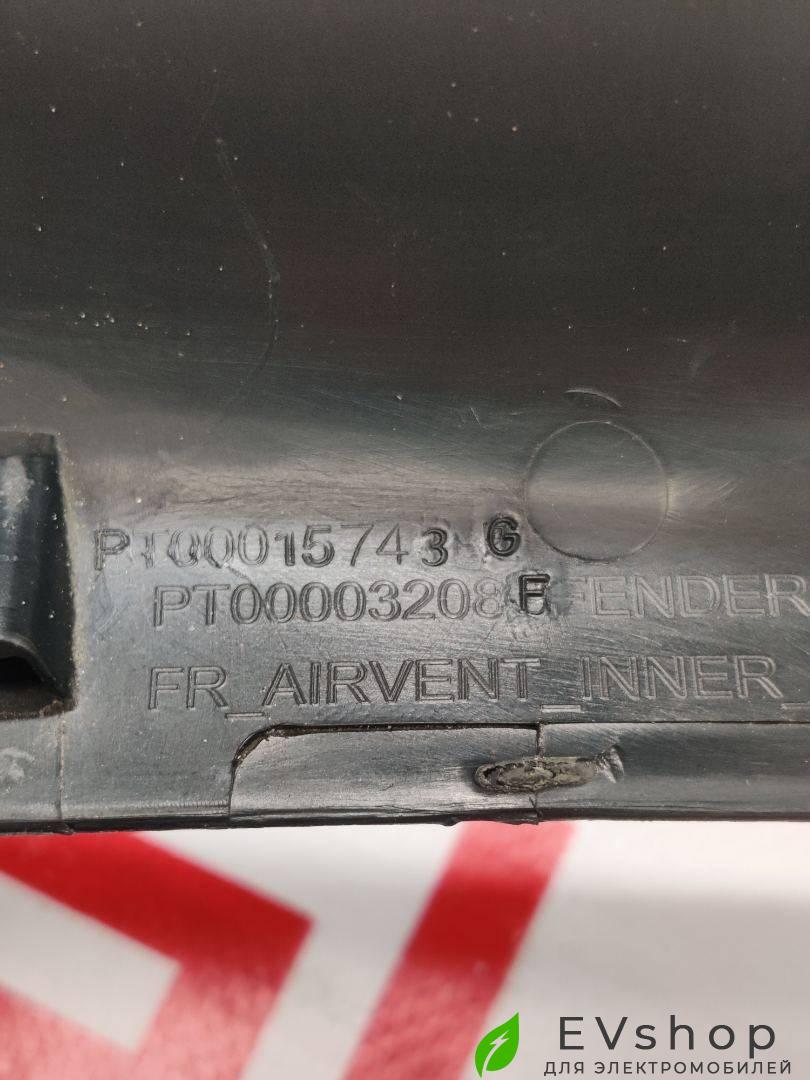 PT00015743 G
PT00003208 F FENDER
FR_AIRVENT_INNER_
EVshop
ДЛЯ ЭЛЕКТРОМОБИЛЕЙ